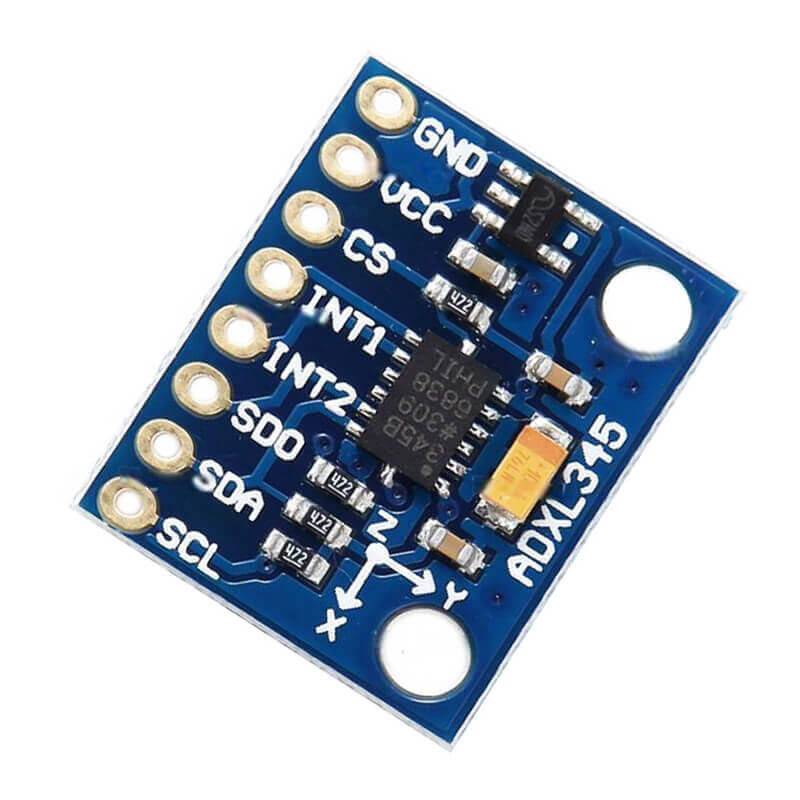 GND
VCC
CS
INT1
INT2
SDO
SDA
SCL
472
345B
#309
6838
PHIL
472
472
472
ADXL345
Z
Y
X